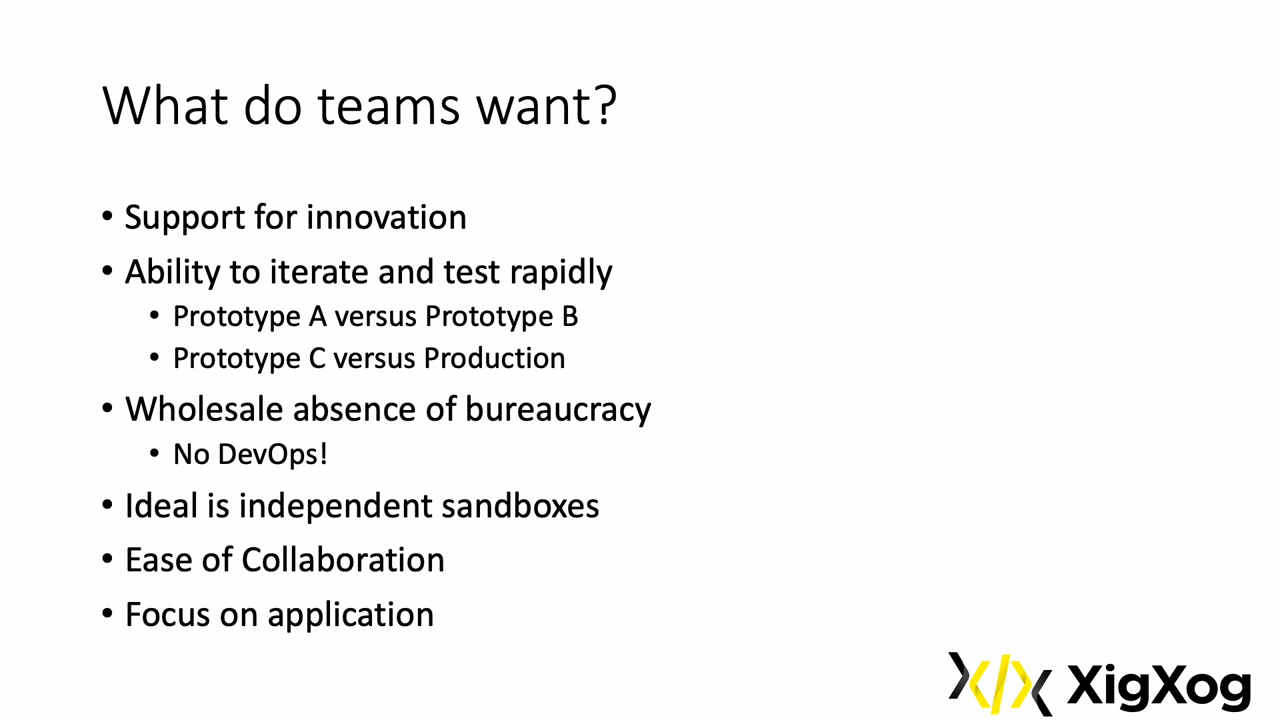 What do teams want?
• Support for innovation
• Ability to iterate and test rapidly
• Prototype A versus Prototype B
• Prototype C versus Production
• Wholesale absence of bureaucracy
• No DevOps!
• Ideal is independent sandboxes
• Ease of Collaboration
• Focus on application
XigXog